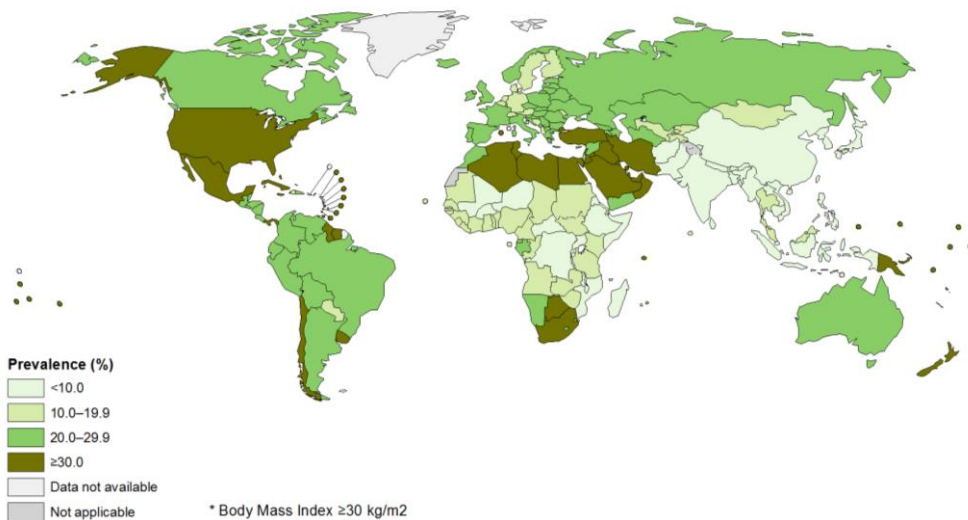 Prevalence (%)
<10.0
10.0–19.9
20.0–29.9
≥30.0
Data not available
Not applicable
* Body Mass Index ≥30 kg/m2